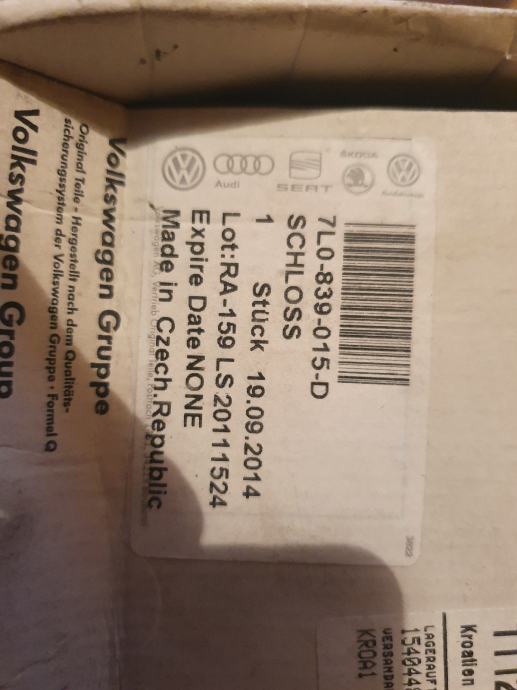 Volkswagen Group
Original Teile • Hergestellt nach dem Qualitäts-
sicherungssystem der Volkswagen Gruppe • Formel Q
Volkswagen Gruppe
Audi
SEAT
ŠKODA
7L0-839-015-D
SCHLOSS
1 Stück 19.09.2014
Lot:RA-159 LS 20111524
Expire Date NONE
Made in Czech.Republic
Kroatien
LAGERAUF
VERSANDA
KROA1